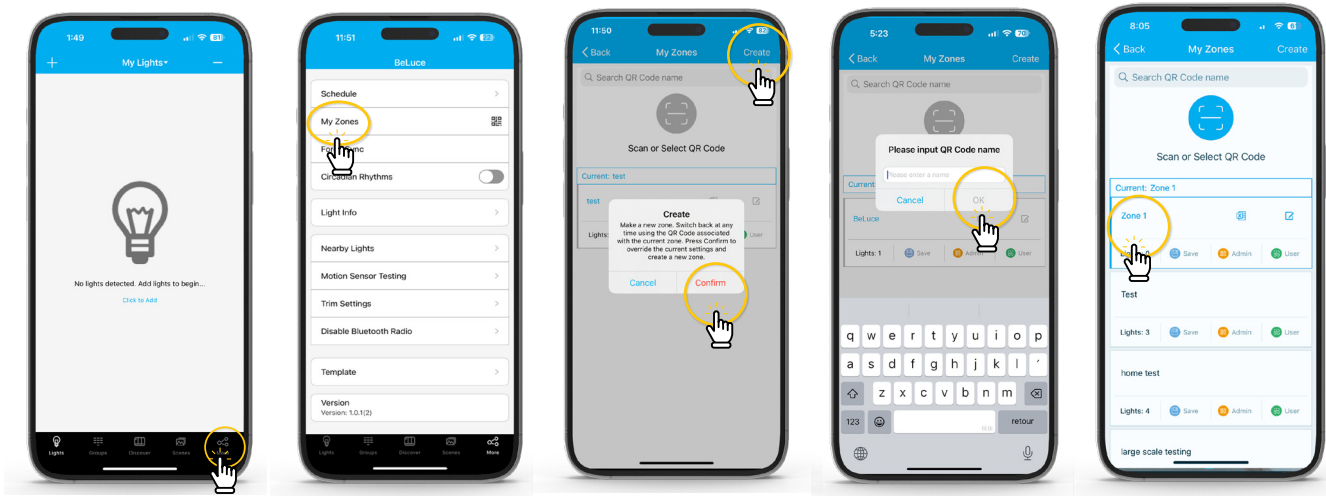 1:49
81
+
My Lights
−
No lights detected. Add lights to begin...
Click to Add
Lights
Groups
Discover
Scenes
11:51
82
BeLuce
Schedule
My Zones
Circadian Rhythms
Light Info
Nearby Lights
Motion Sensor Testing
Trim Settings
Disable Bluetooth Radio
Template
Version
Version: 1.0.1(2)
Lights
Groups
Discover
Scenes
More
11:50
82
Back
My Zones
Create
Search QR Code name
Scan or Select QR Code
Current: test
test
Lights:
User
Create
Make a new zone. Switch back at any
time using the QR Code associated
with the current zone. Press Confirm to
override the current settings and
create a new zone.
Cancel
Confirm
5:23
70
Back
My Zones
Create
Search QR Code name
Please input QR Code name
Please enter a name
Cancel
OK
Current:
BeLuce
Lights: 1
Save
Admin
User
q w e r t y u i o p
a s d f g h j k l ´
z x c v b n m
123
retour
8:05
Back
My Zones
Create
Search QR Code name
Scan or Select QR Code
Current: Zone 1
Zone 1
Save
Admin
User
Test
Lights: 3
Save
Admin
User
home test
Lights: 4
Save
Admin
User
large scale testing